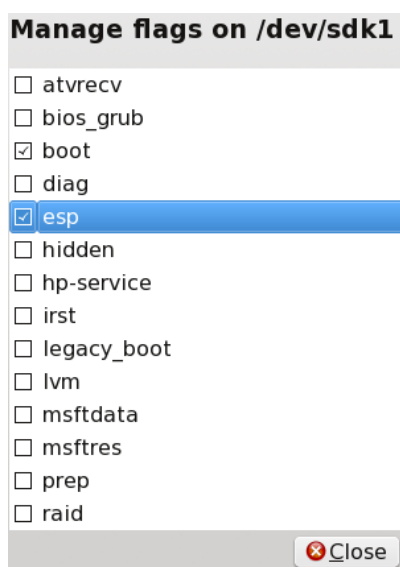 Manage flags on /dev/sdk1
atvrecv
bios_grub
boot
diag
esp
hidden
hp-service
irst
legacy_boot
lvm
msftdata
msftres
prep
raid
Close